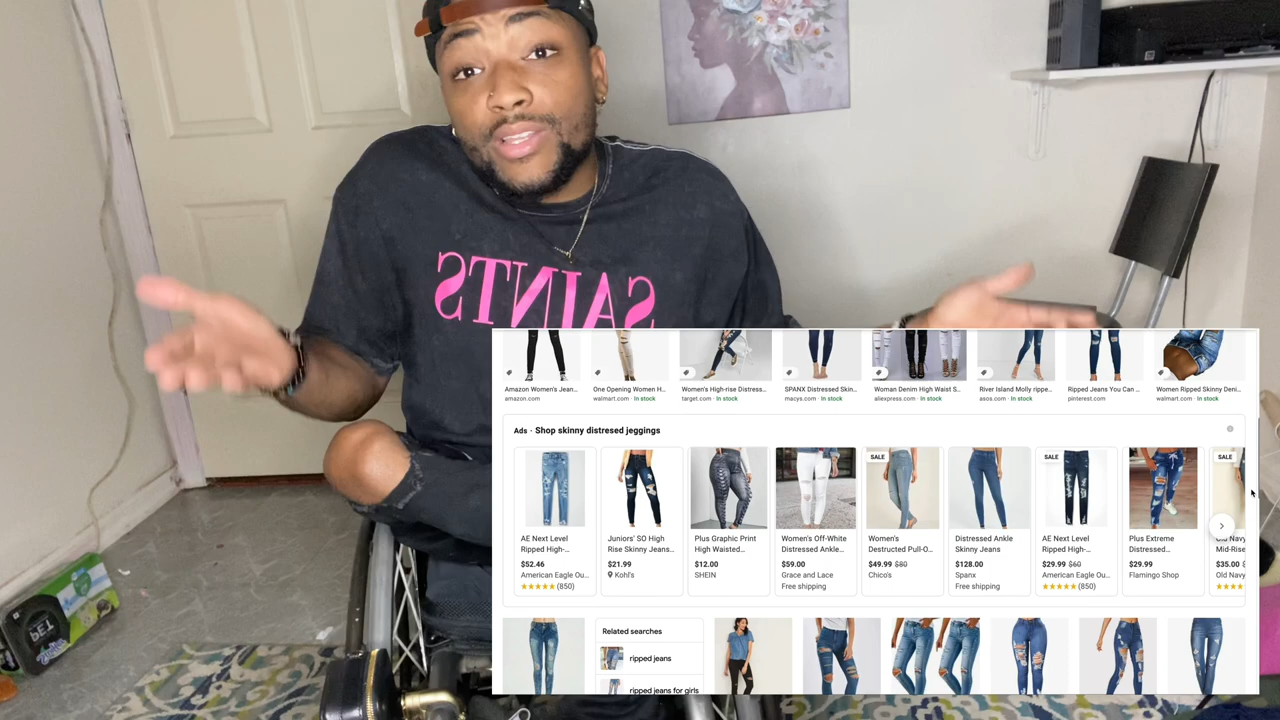 SAINTS
Amazon Women's Jean...
amazon.com
One Opening Women H...
walmart.com · In stock
Women's High-rise Distress...
target.com · In stock
SPANX Distressed Skin...
macys.com · In stock
Woman Denim High Waist S...
aliexpress.com · In stock
River Island Molly rippe...
asos.com · In stock
Ripped Jeans You Can ...
pinterest.com
Women Ripped Skinny Deni...
walmart.com · In stock
Ads · Shop skinny distresed jeggings
AE Next Level
Ripped High-...
$52.46
American Eagle Ou...
(850)
Juniors' SO High
Rise Skinny Jeans...
$21.99
Kohl's
Plus Graphic Print
High Waisted...
$12.00
SHEIN
Women's Off-White
Distressed Ankle...
$59.00
Grace and Lace
Free shipping
SALE
Women's
Destructed Pull-O...
$49.99 $80
Chico's
Distressed Ankle
Skinny Jeans
$128.00
Spanx
Free shipping
SALE
AE Next Level
Ripped High-...
$29.99 $60
American Eagle Ou...
(850)
Plus Extreme
Distressed...
$29.99
Flamingo Shop
SALE
Old Navy
Mid-Rise
$35.00
Old Navy
Related searches
ripped jeans
ripped jeans for girls